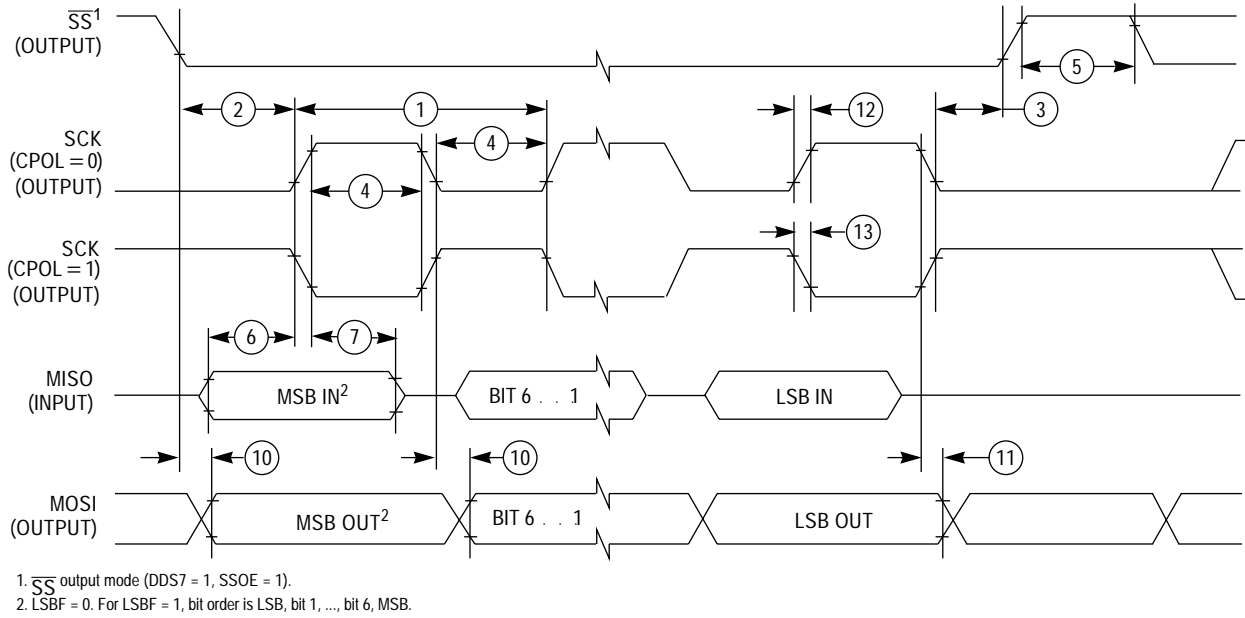 SS¹
(OUTPUT)
5
2
1
12
3
SCK
(CPOL = 0)
(OUTPUT)
4
4
SCK
(CPOL = 1)
(OUTPUT)
13
6
7
MISO
(INPUT)
MSB IN²
BIT 6 . . . 1
LSB IN
10
10
11
MOSI
(OUTPUT)
MSB OUT²
BIT 6 . . . 1
LSB OUT
1. SS output mode (DDS7 = 1, SSOE = 1).
2. LSBF = 0. For LSBF = 1, bit order is LSB, bit 1, ..., bit 6, MSB.